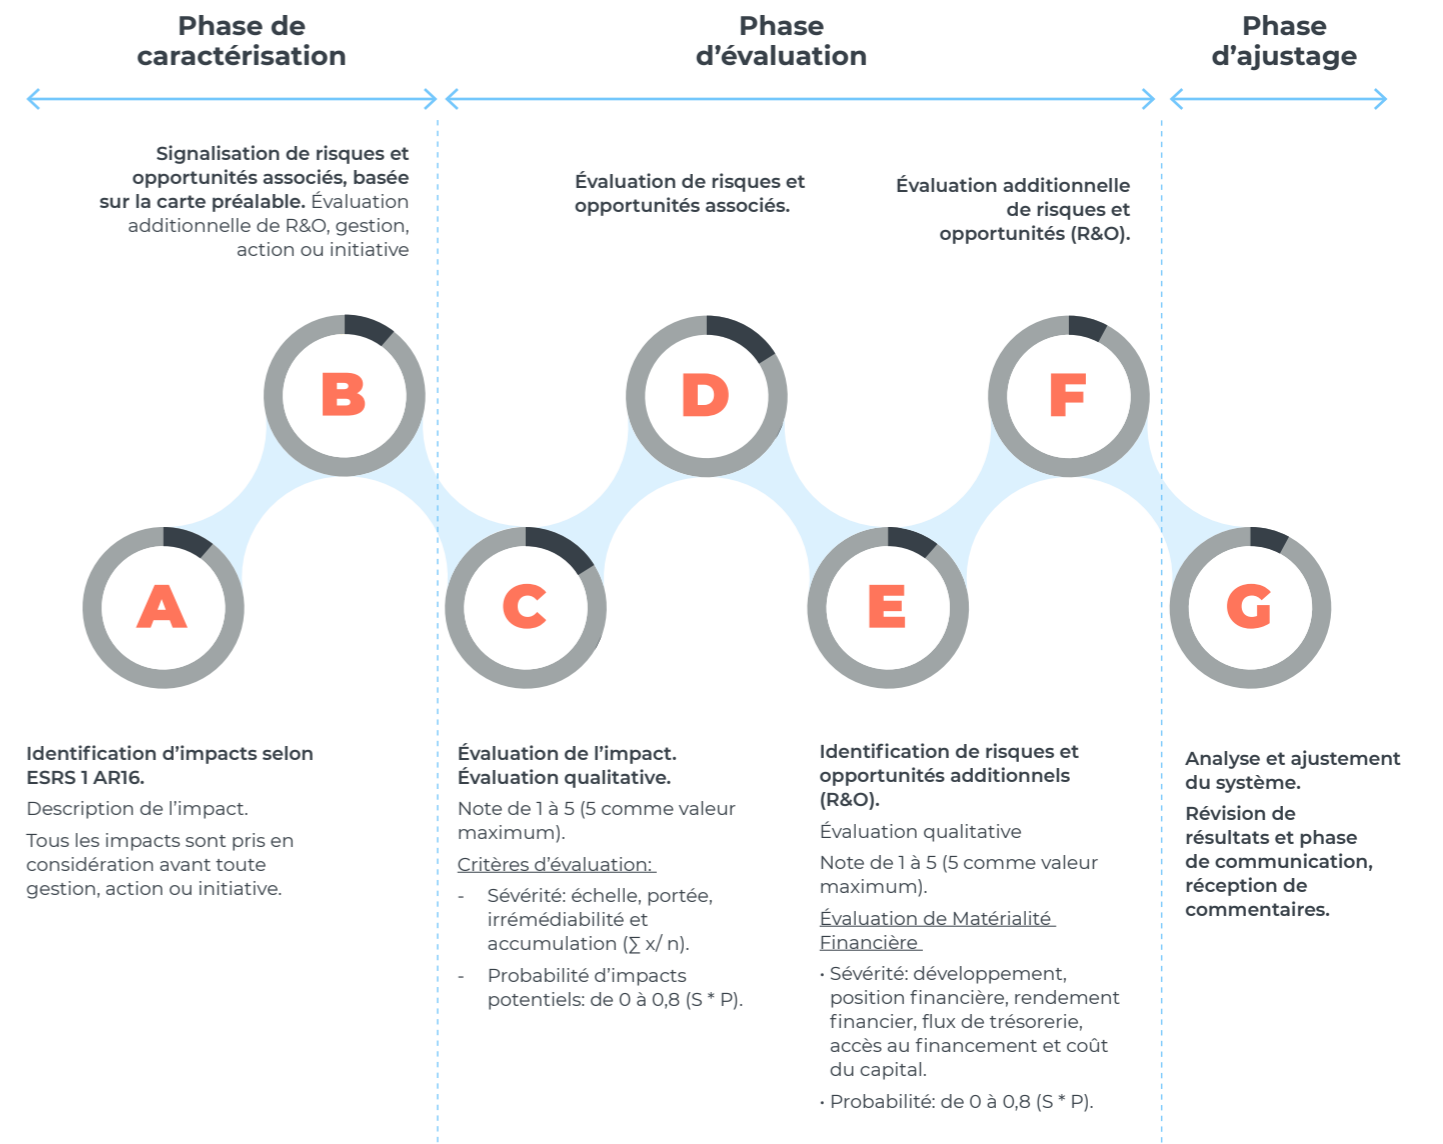 Phase de
caractérisation
Phase
d’évaluation
Phase
d’ajustage
Signalisation de risques et
opportunités associés, basée
sur la carte préalable. Évaluation
additionnelle de R&O, gestion,
action ou initiative
Évaluation de risques et
opportunités associés.
Évaluation additionnelle
de risques et
opportunités (R&O).
B
D
F
A
C
E
G
Identification d’impacts selon
ESRS 1 AR16.
Description de l’impact.
Tous les impacts sont pris en
considération avant toute
gestion, action ou initiative.
Évaluation de l’impact.
Évaluation qualitative.
Note de 1 à 5 (5 comme valeur
maximum).
Critères d’évaluation:
- Sévérité: échelle, portée,
irrémédiabilité et
accumulation (∑ x/ n).
- Probabilité d’impacts
potentiels: de 0 à 0,8 (S * P).
Identification de risques et
opportunités additionnels
(R&O).
Évaluation qualitative
Note de 1 à 5 (5 comme valeur
maximum).
Évaluation de Matérialité
Financière
· Sévérité: développement,
position financière, rendement
financier, flux de trésorerie,
accès au financement et coût
du capital.
· Probabilité: de 0 à 0,8 (S * P).
Analyse et ajustement
du système.
Révision de
résultats et phase
de communication,
réception de
commentaires.